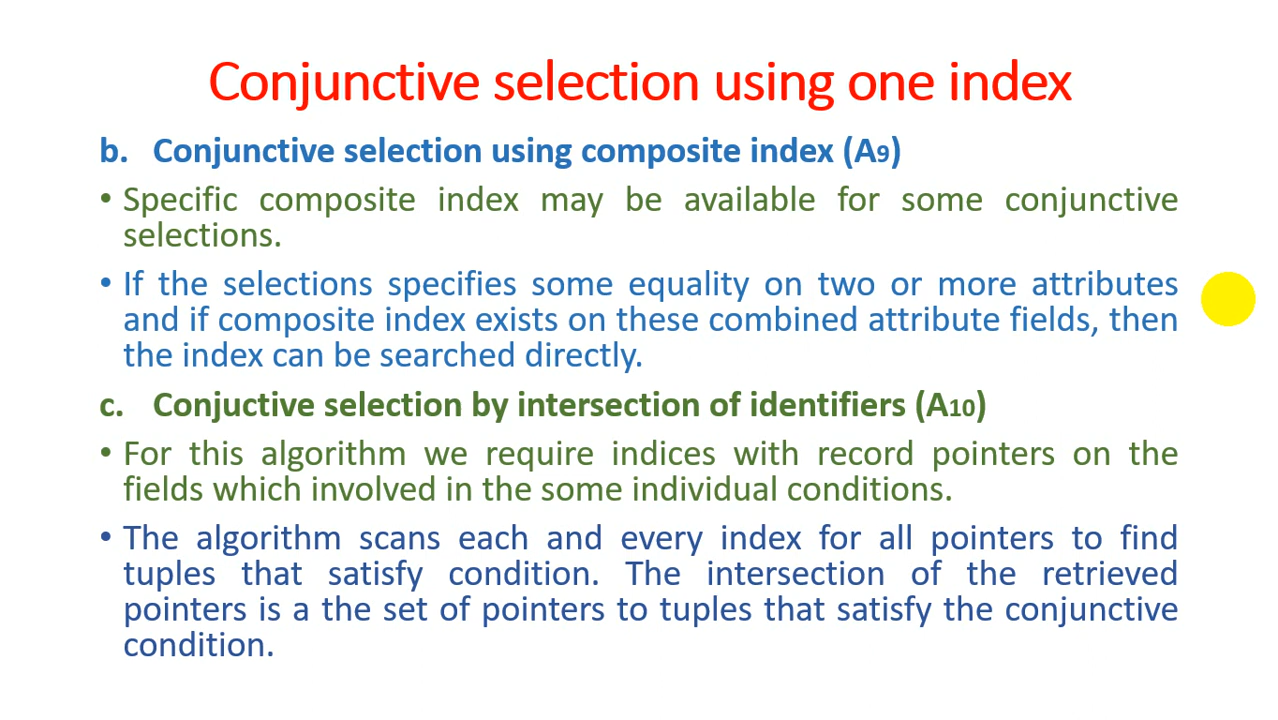 Conjunctive selection using one index
b. Conjunctive selection using composite index (A9)
• Specific composite index may be available for some conjunctive
selections.
• If the selections specifies some equality on two or more attributes
and if composite index exists on these combined attribute fields, then
the index can be searched directly.
c. Conjuctive selection by intersection of identifiers (A10)
• For this algorithm we require indices with record pointers on the
fields which involved in the some individual conditions.
• The algorithm scans each and every index for all pointers to find
tuples that satisfy condition. The intersection of the retrieved
pointers is a the set of pointers to tuples that satisfy the conjunctive
condition.